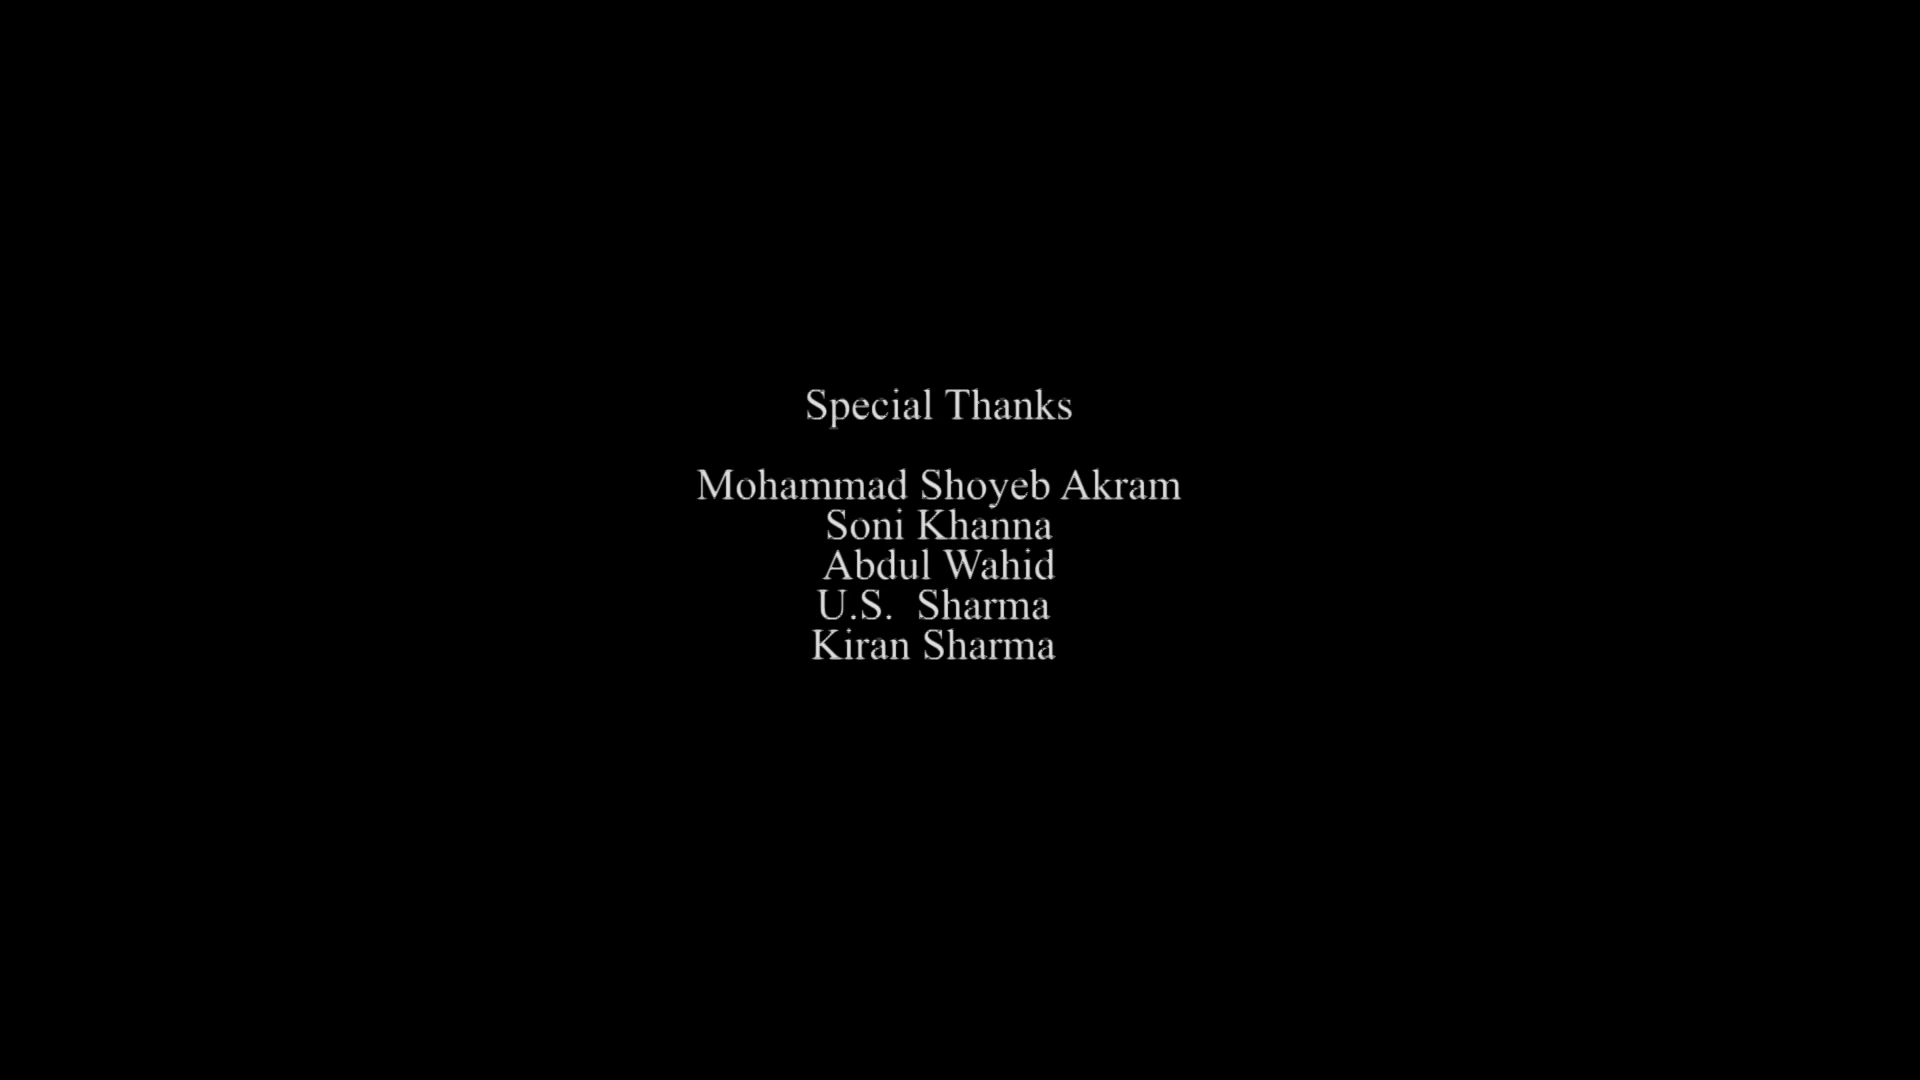 Special Thanks
Mohammad Shoyeb Akram
Soni Khanna
Abdul Wahid
U.S.  Sharma
Kiran Sharma